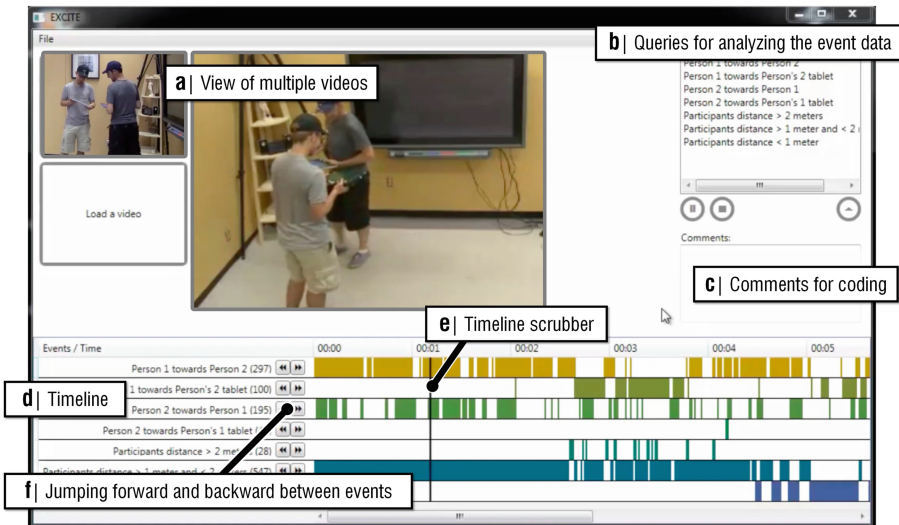 EXCITE
File
b| Queries for analyzing the event data
a| View of multiple videos
Person 1 towards Person 2
Person 1 towards Person's 2 tablet
Person 2 towards Person 1
Person 2 towards Person's 1 tablet
Participants distance > 2 meters
Participants distance > 1 meter and < 2
Participants distance < 1 meter
Load a video
Comments:
c| Comments for coding
e| Timeline scrubber
Events / Time 00:00 00:01 00:02 00:03 00:04 00:05
Person 1 towards Person 2 (297)
1 towards Person's 2 tablet (100)
d| Timeline
Person 2 towards Person 1 (195)
Person 2 towards Person's 1 tablet
Participants distance > 2 (28)
Participants distance > 1 meter and < 2 meters (547)
f| Jumping forward and backward between events